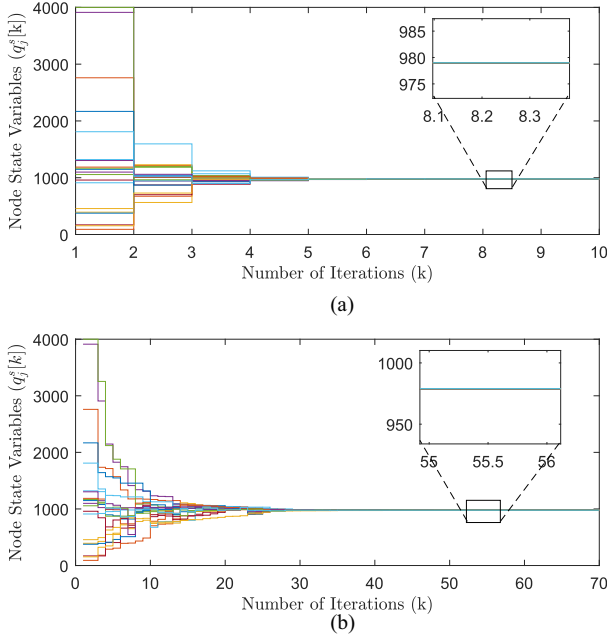 4000
3000
2000
1000
0
Node State Variables (q_j^s[k])
985
980
975
8.1 8.2 8.3
1 2 3 4 5 6 7 8 9 10
Number of Iterations (k)
(a)
4000
3000
2000
1000
0
Node State Variables (q_j^s[k])
1000
950
55 55.5 56
0 10 20 30 40 50 60 70
Number of Iterations (k)
(b)